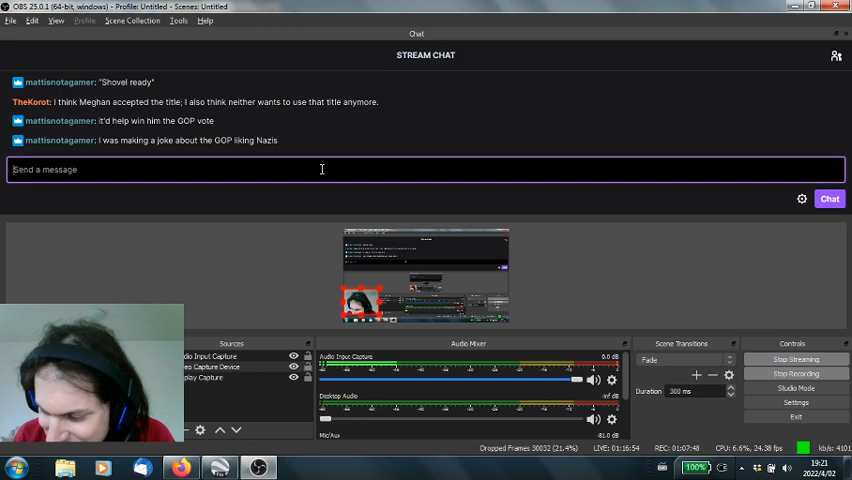 OBS 25.0.1 (64-bit, windows) - Profile: Untitled - Scenes: Untitled
File Edit View Profile Scene Collection Tools Help
Chat
STREAM CHAT
mattisnotagamer: "Shovel ready"
TheKorot: I think Meghan accepted the title; I also think neither wants to use that title anymore.
mattisnotagamer: it'd help win him the GOP vote
mattisnotagamer: I was making a joke about the GOP liking Nazis
Send a message
Chat
Sources Audio Mixer Scene Transitions Controls
Audio Input Capture 0.0 dB
Fade
Stop Streaming
Stop Recording
Duration 300 ms
Studio Mode
Desktop Audio -inf dB
Settings
Exit
Mic/Aux -81.0 dB
Dropped Frames 30032 (21.4%) LIVE: 01:16:54 REC: 01:07:48 CPU: 6.6%, 24.38 fps
100%
19:21
2022/4/02